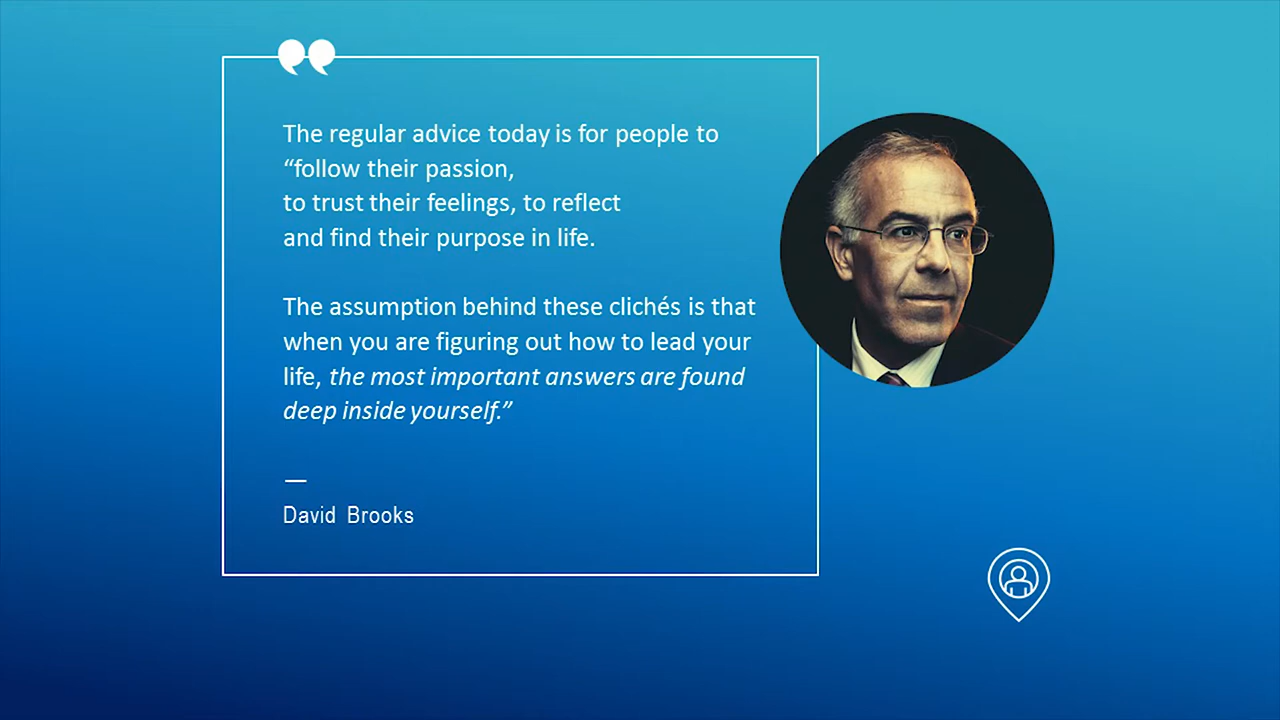 The regular advice today is for people to
“follow their passion,
to trust their feelings, to reflect
and find their purpose in life.
The assumption behind these clichés is that
when you are figuring out how to lead your
life, the most important answers are found
deep inside yourself.”
—
David Brooks